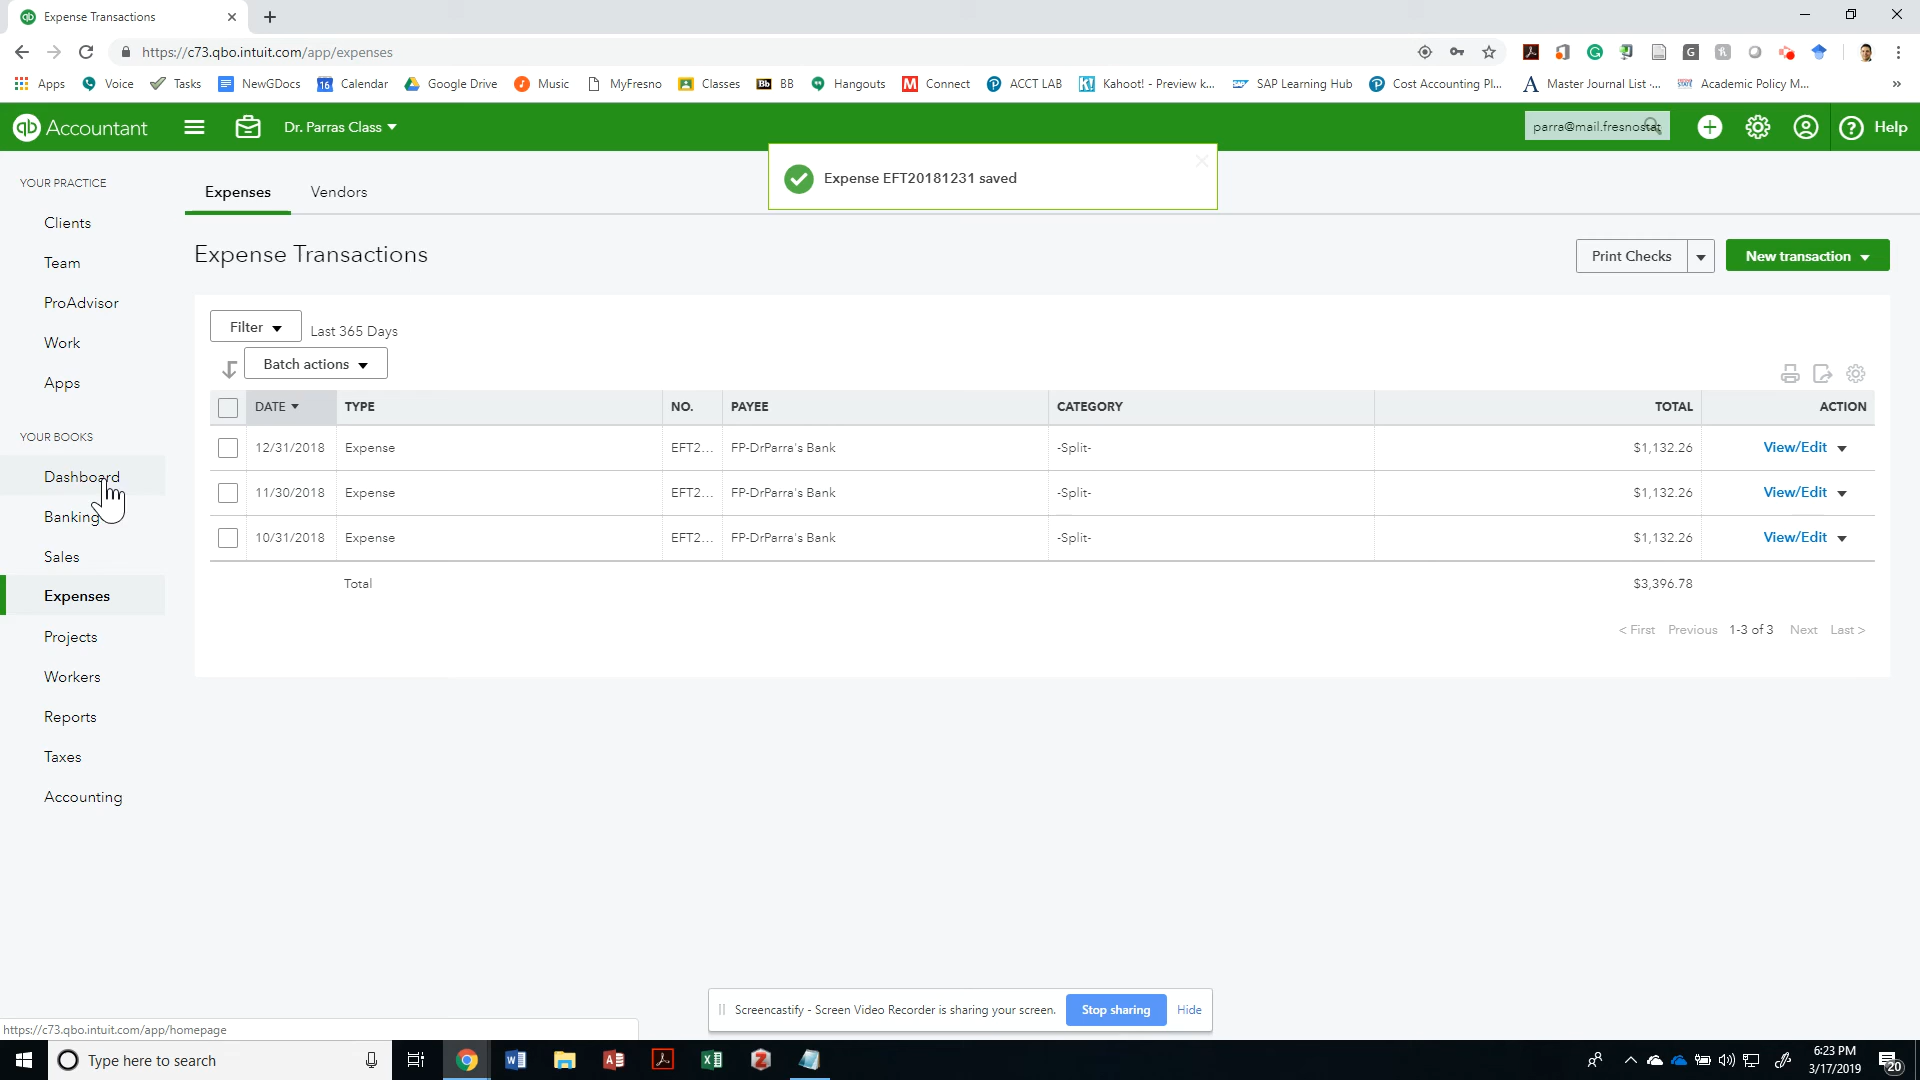 Expense Transactions
https://c73.qbo.intuit.com/app/expenses
Apps Voice Tasks NewGDocs 16 Calendar Google Drive Music MyFresno Classes Bb BB Hangouts M Connect ACCT LAB Kahoot! - Preview k... SAP Learning Hub Cost Accounting Pl... Master Journal List -... Academic Policy M... »
qb Accountant Dr. Parras Class parra@mail.fresnostat Help
Expense EFT20181231 saved
YOUR PRACTICE
Clients
Team
ProAdvisor
Work
Apps
YOUR BOOKS
Dashboard
Banking
Sales
Expenses
Projects
Workers
Reports
Taxes
Accounting
Expenses Vendors
Expense Transactions
Print Checks New transaction
Filter Last 365 Days
Batch actions
DATE TYPE NO. PAYEE CATEGORY TOTAL ACTION
12/31/2018 Expense EFT2... FP-DrParra's Bank -Split- $1,132.26 View/Edit
11/30/2018 Expense EFT2... FP-DrParra's Bank -Split- $1,132.26 View/Edit
10/31/2018 Expense EFT2... FP-DrParra's Bank -Split- $1,132.26 View/Edit
Total $3,396.78
< First Previous 1-3 of 3 Next Last >
Screencastify - Screen Video Recorder is sharing your screen. Stop sharing Hide
https://c73.qbo.intuit.com/app/homepage
Type here to search
6:23 PM
3/17/2019
20